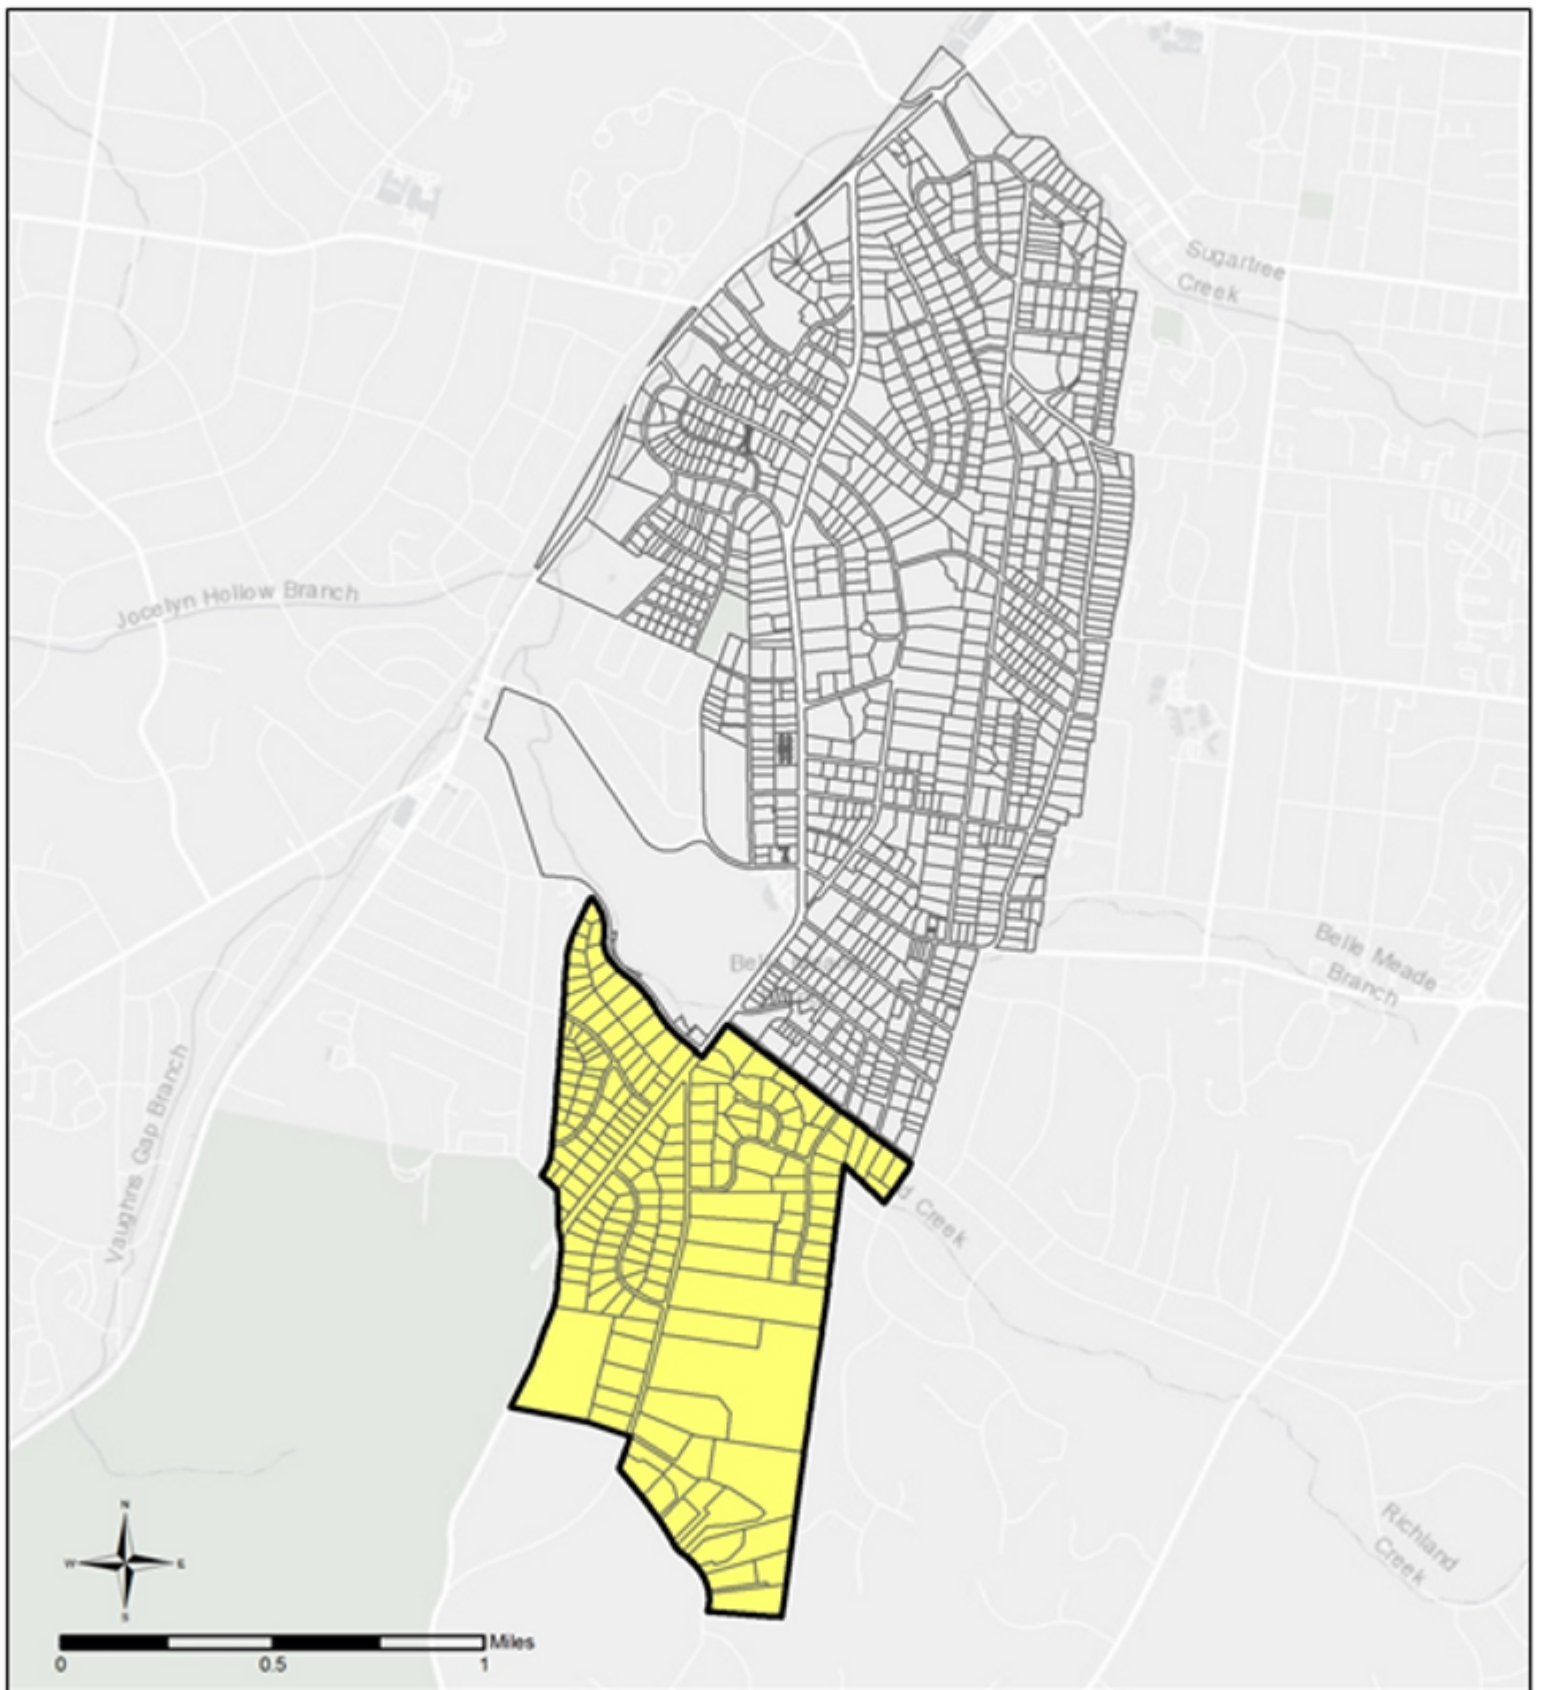 Sugartree
Creek
Jocelyn Hollow Branch
Belle Meade
Branch
Vaughns Gap Branch
d Creek
Richland
Creek
N
W E
S
Miles
0 0.5 1